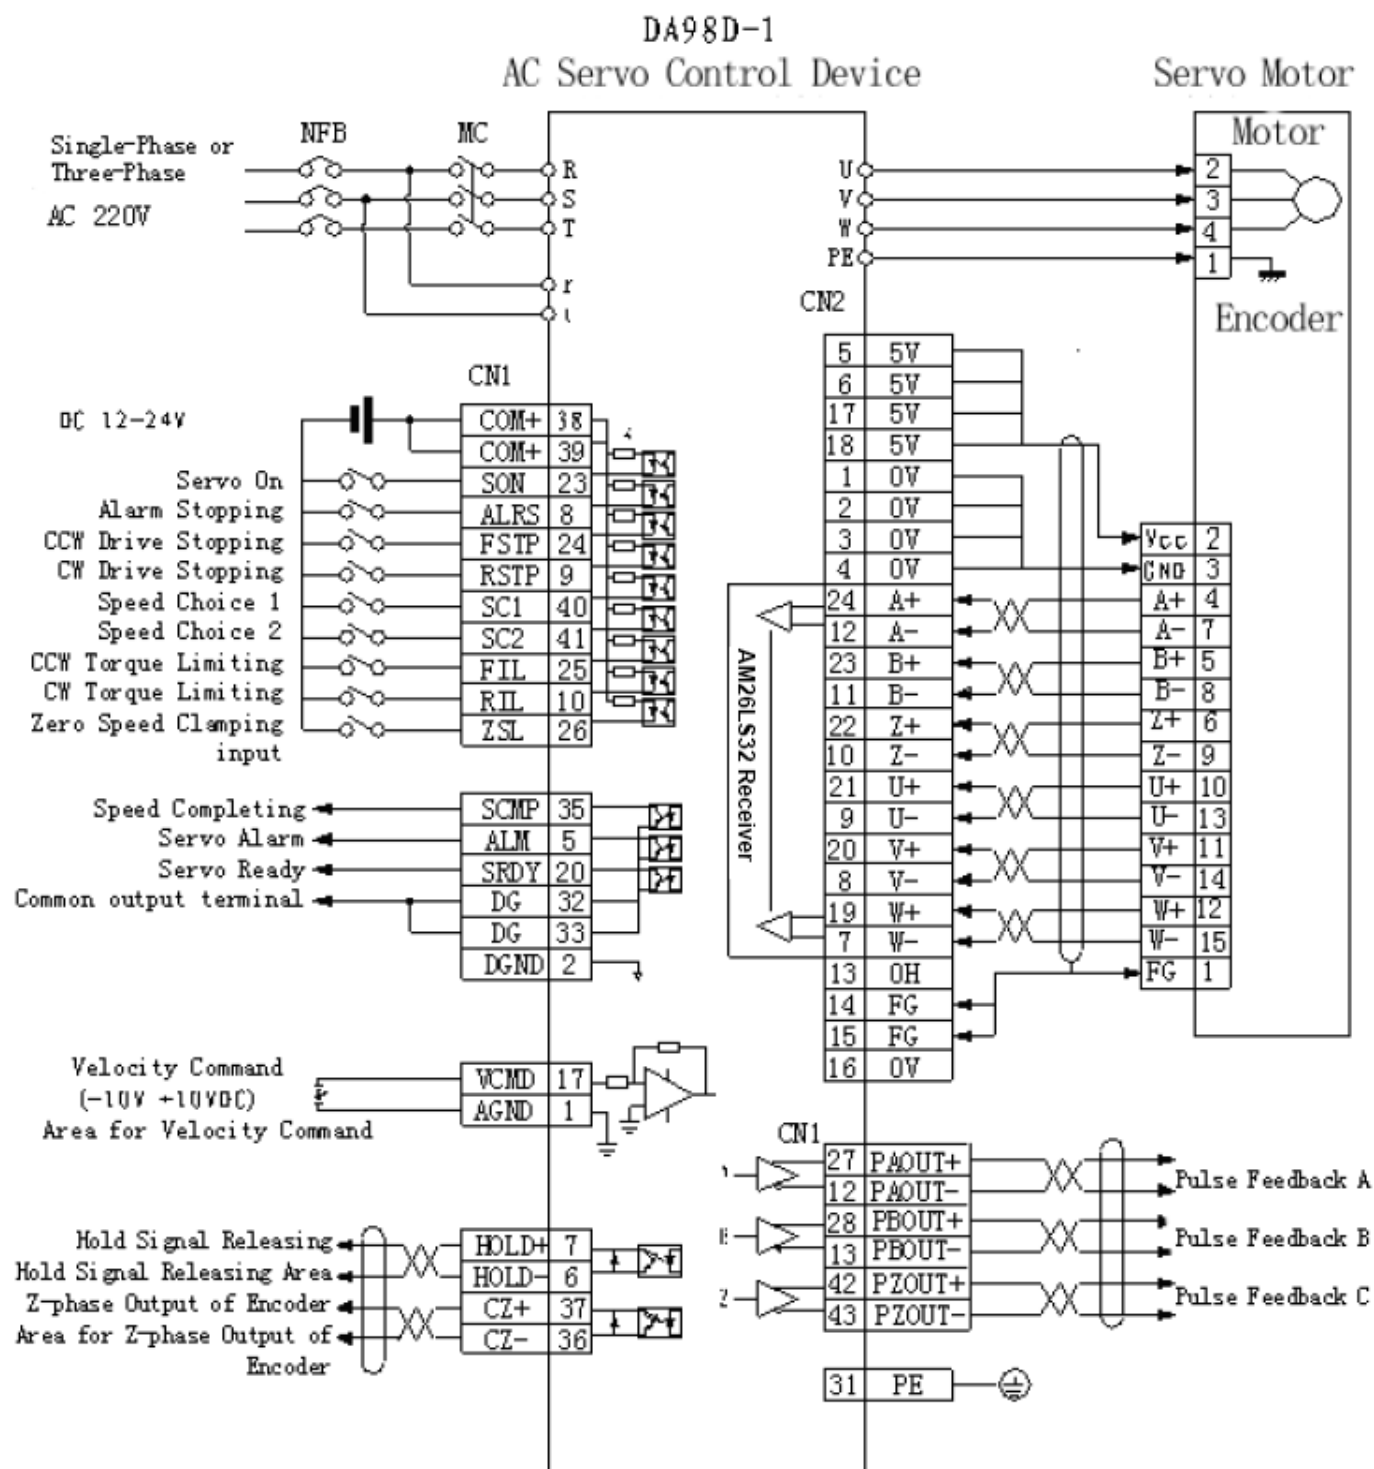 DA98D-1
AC Servo Control Device
Servo Motor
NFB
MC
Single-Phase or
Three-Phase
AC 220V
R
S
T
r
t
U
V
W
PE
Motor
2
3
4
1
Encoder
CN1
DC 12-24V
COM+ 38
COM+ 39
Servo On SON 23
Alarm Stopping ALRS 8
CCW Drive Stopping FSTP 24
CW Drive Stopping RSTP 9
Speed Choice 1 SC1 40
Speed Choice 2 SC2 41
CCW Torque Limiting FIL 25
CW Torque Limiting RIL 10
Zero Speed Clamping
input ZSL 26
Speed Completing SCMP 35
Servo Alarm ALM 5
Servo Ready SRDY 20
Common output terminal DG 32
DG 33
DGND 2
Velocity Command
(-10V +10VDC)
Area for Velocity Command
VCMD 17
AGND 1
Hold Signal Releasing HOLD+ 7
Hold Signal Releasing Area HOLD- 6
Z-phase Output of Encoder CZ+ 37
Area for Z-phase Output of
Encoder CZ- 36
CN2
5 5V
6 5V
17 5V
18 5V
1 0V
2 0V
3 0V
4 0V
24 A+
12 A-
23 B+
11 B-
22 Z+
10 Z-
21 U+
9 U-
20 V+
8 V-
19 W+
7 W-
13 OH
14 FG
15 FG
16 0V
AM26LS32 Receiver
Vcc 2
GND 3
A+ 4
A- 7
B+ 5
B- 8
Z+ 6
Z- 9
U+ 10
U- 13
V+ 11
V- 14
W+ 12
W- 15
FG 1
CN1
27 PAOUT+
12 PAOUT-
Pulse Feedback A
28 PBOUT+
13 PBOUT-
Pulse Feedback B
Z
42 PZOUT+
43 PZOUT-
Pulse Feedback C
31 PE